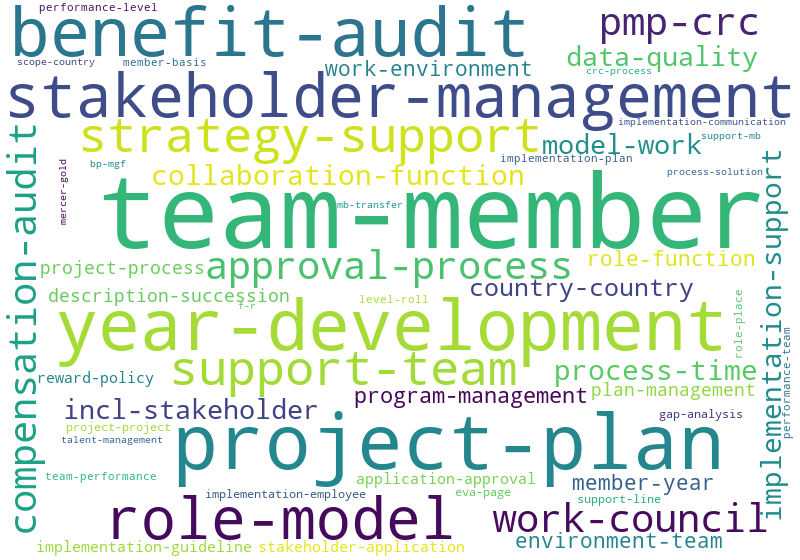 performance-level
benefit-audit
pmp-crc
scope-country
member-basis
work-environment
data-quality
crc-process
stakeholder-management
implementation-communication
strategy-support
model-work
support-mb
compensation-audit
mercer-gold
bp-mgf
collaboration-function
implementation-plan
process-solution
implementation-support
team-member
mb-transfer
project-process
approval-process
role-function
description-succession
country-country
f-r
level-roll
role-place
year-development
reward-policy
support-team
process-time
performance-team
incl-stakeholder
program-management
plan-management
project-project
gap-analysis
talent-management
project-plan
team-performance
application-approval
member-year
implementation-employee
eva-page
support-line
role-model
work-council
implementation-guideline
stakeholder-application
environment-team